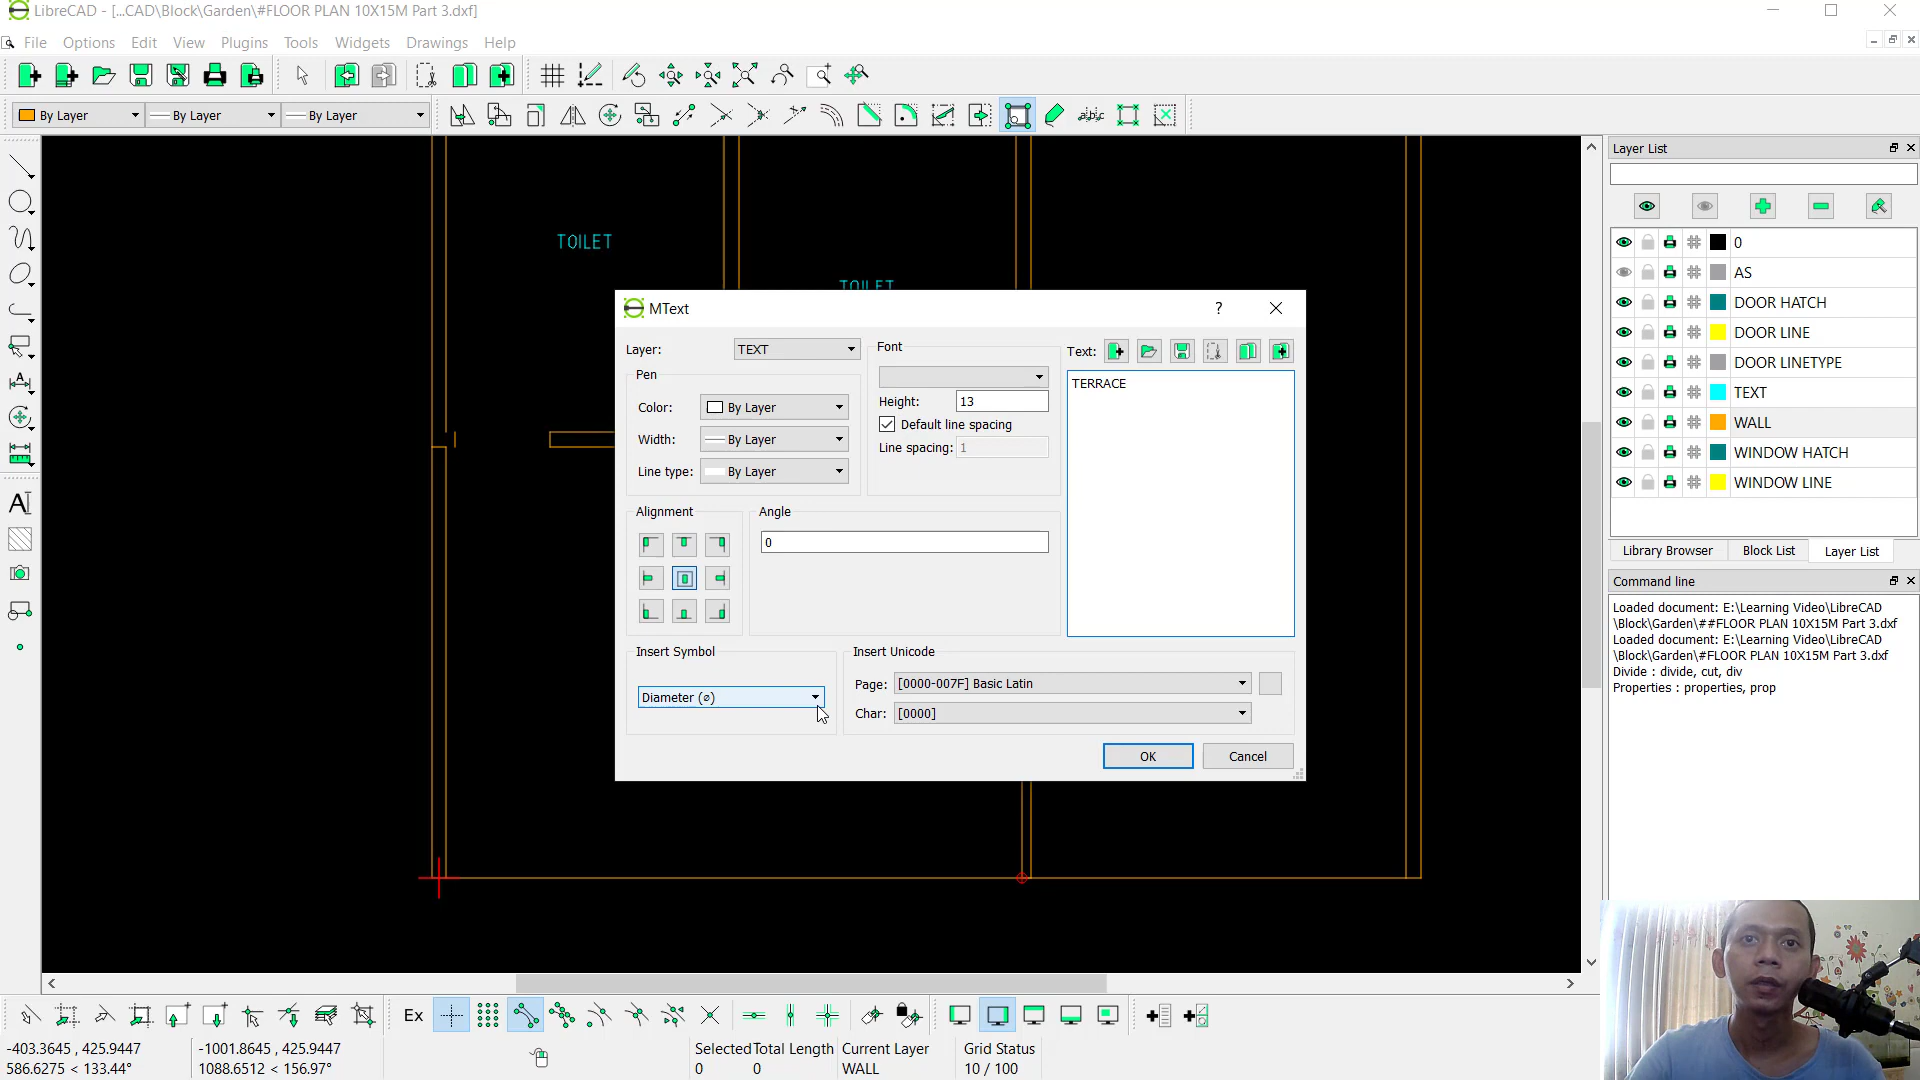 LibreCAD - [...CAD\Block\Garden\#FLOOR PLAN 10X15M Part 3.dxf]
File Options Edit View Plugins Tools Info Widgets Drawings Help
By Layer By Layer By Layer
abc
TOILET
TOILET
MText
?
Layer: TEXT
Pen
Color: By Layer
Width: By Layer
Line type: By Layer
Font
Height: 13
Default line spacing
Line spacing: 1
Text:
TERRACE
Alignment
Angle
0
Insert Symbol
Diameter (⌀)
Insert Unicode
Page: [0000-007F] Basic Latin
Char: [0000]
OK Cancel
Layer List
0
AS
DOOR HATCH
DOOR LINE
DOOR LINETYPE
TEXT
WALL
WINDOW HATCH
WINDOW LINE
Library Browser Block List Layer List
Command line
Loaded document: E:\Learning Video\LibreCAD
\Block\Garden\##FLOOR PLAN 10X15M Part 3.dxf
Loaded document: E:\Learning Video\LibreCAD
\Block\Garden\#FLOOR PLAN 10X15M Part 3.dxf
Divide : divide, cut, div
Properties : properties, prop
Ex
-403.3645 , 425.9447
586.6275 < 133.44°
-1001.8645 , 425.9447
1088.6512 < 156.97°
Selected Total Length
0 0
Current Layer
WALL
Grid Status
10 / 100